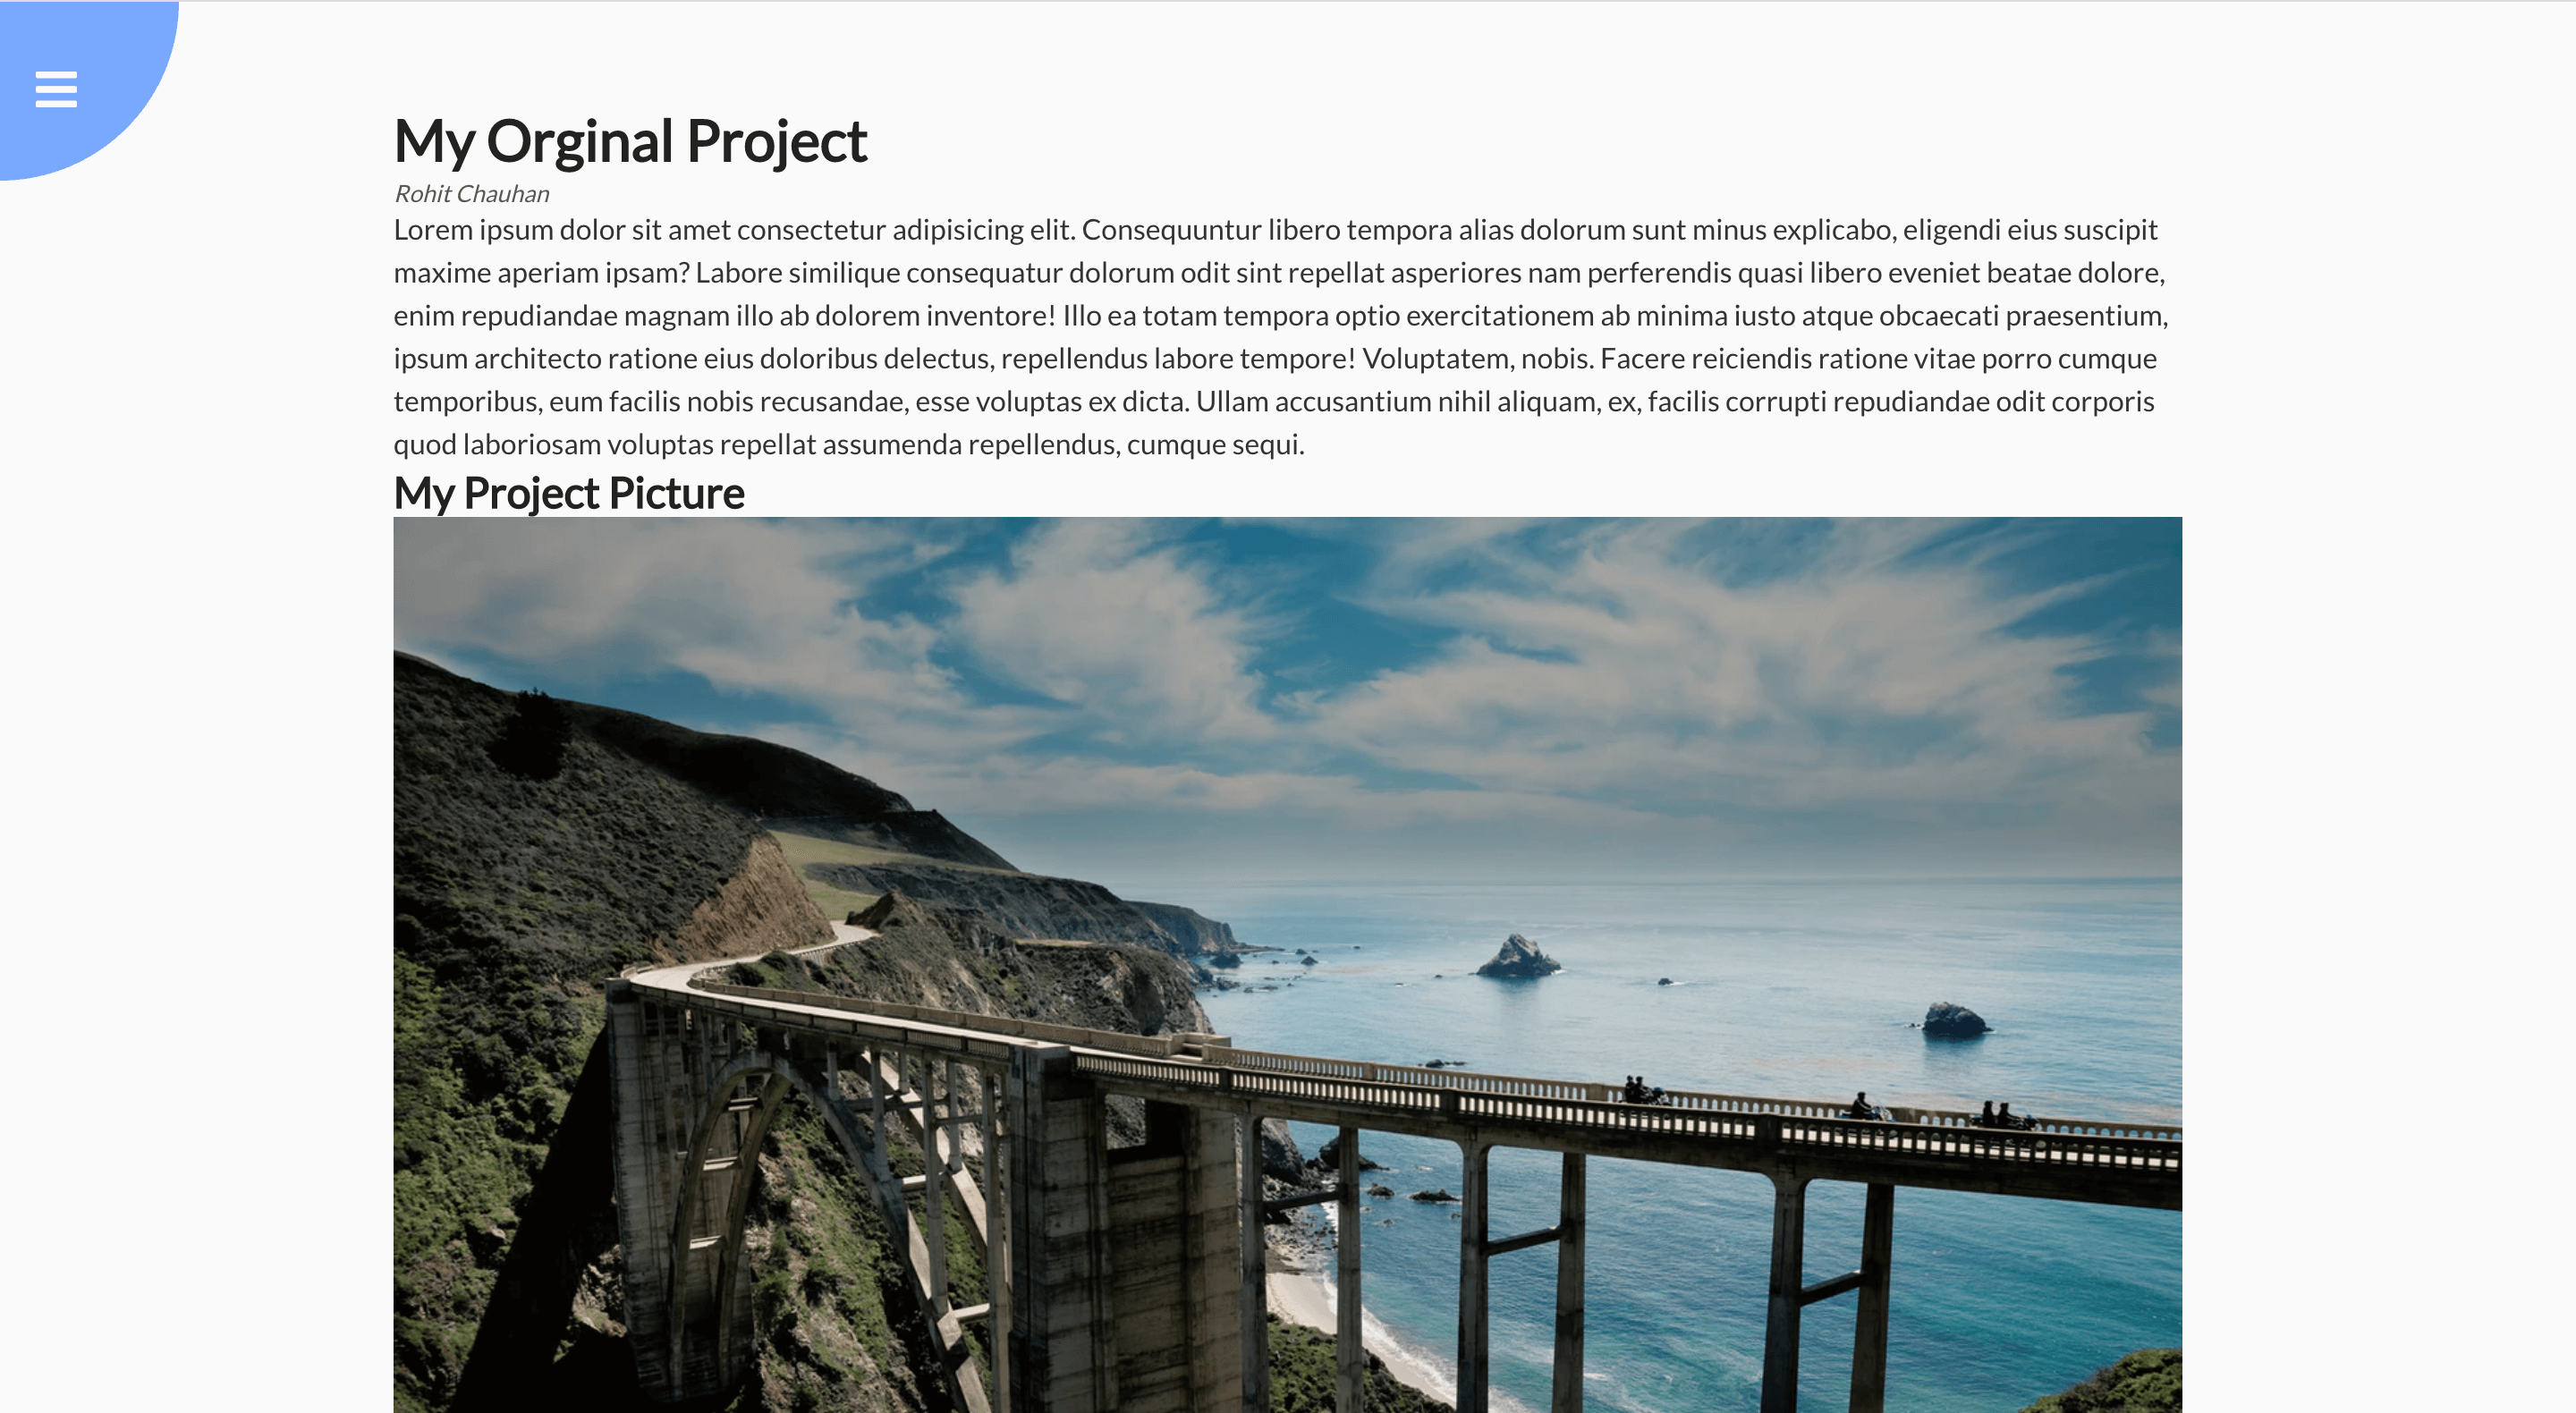 My Orginal Project
Rohit Chauhan
Lorem ipsum dolor sit amet consectetur adipisicing elit. Consequuntur libero tempora alias dolorum sunt minus explicabo, eligendi eius suscipit
maxime aperiam ipsam? Labore similique consequatur dolorum odit sint repellat asperiores nam perferendis quasi libero eveniet beatae dolore,
enim repudiandae magnam illo ab dolorem inventore! Illo ea totam tempora optio exercitationem ab minima iusto atque obcaecati praesentium,
ipsum architecto ratione eius doloribus delectus, repellendus labore tempore! Voluptatem, nobis. Facere reiciendis ratione vitae porro cumque
temporibus, eum facilis nobis recusandae, esse voluptas ex dicta. Ullam accusantium nihil aliquam, ex, facilis corrupti repudiandae odit corporis
quod laboriosam voluptas repellat assumenda repellendus, cumque sequi.
My Project Picture